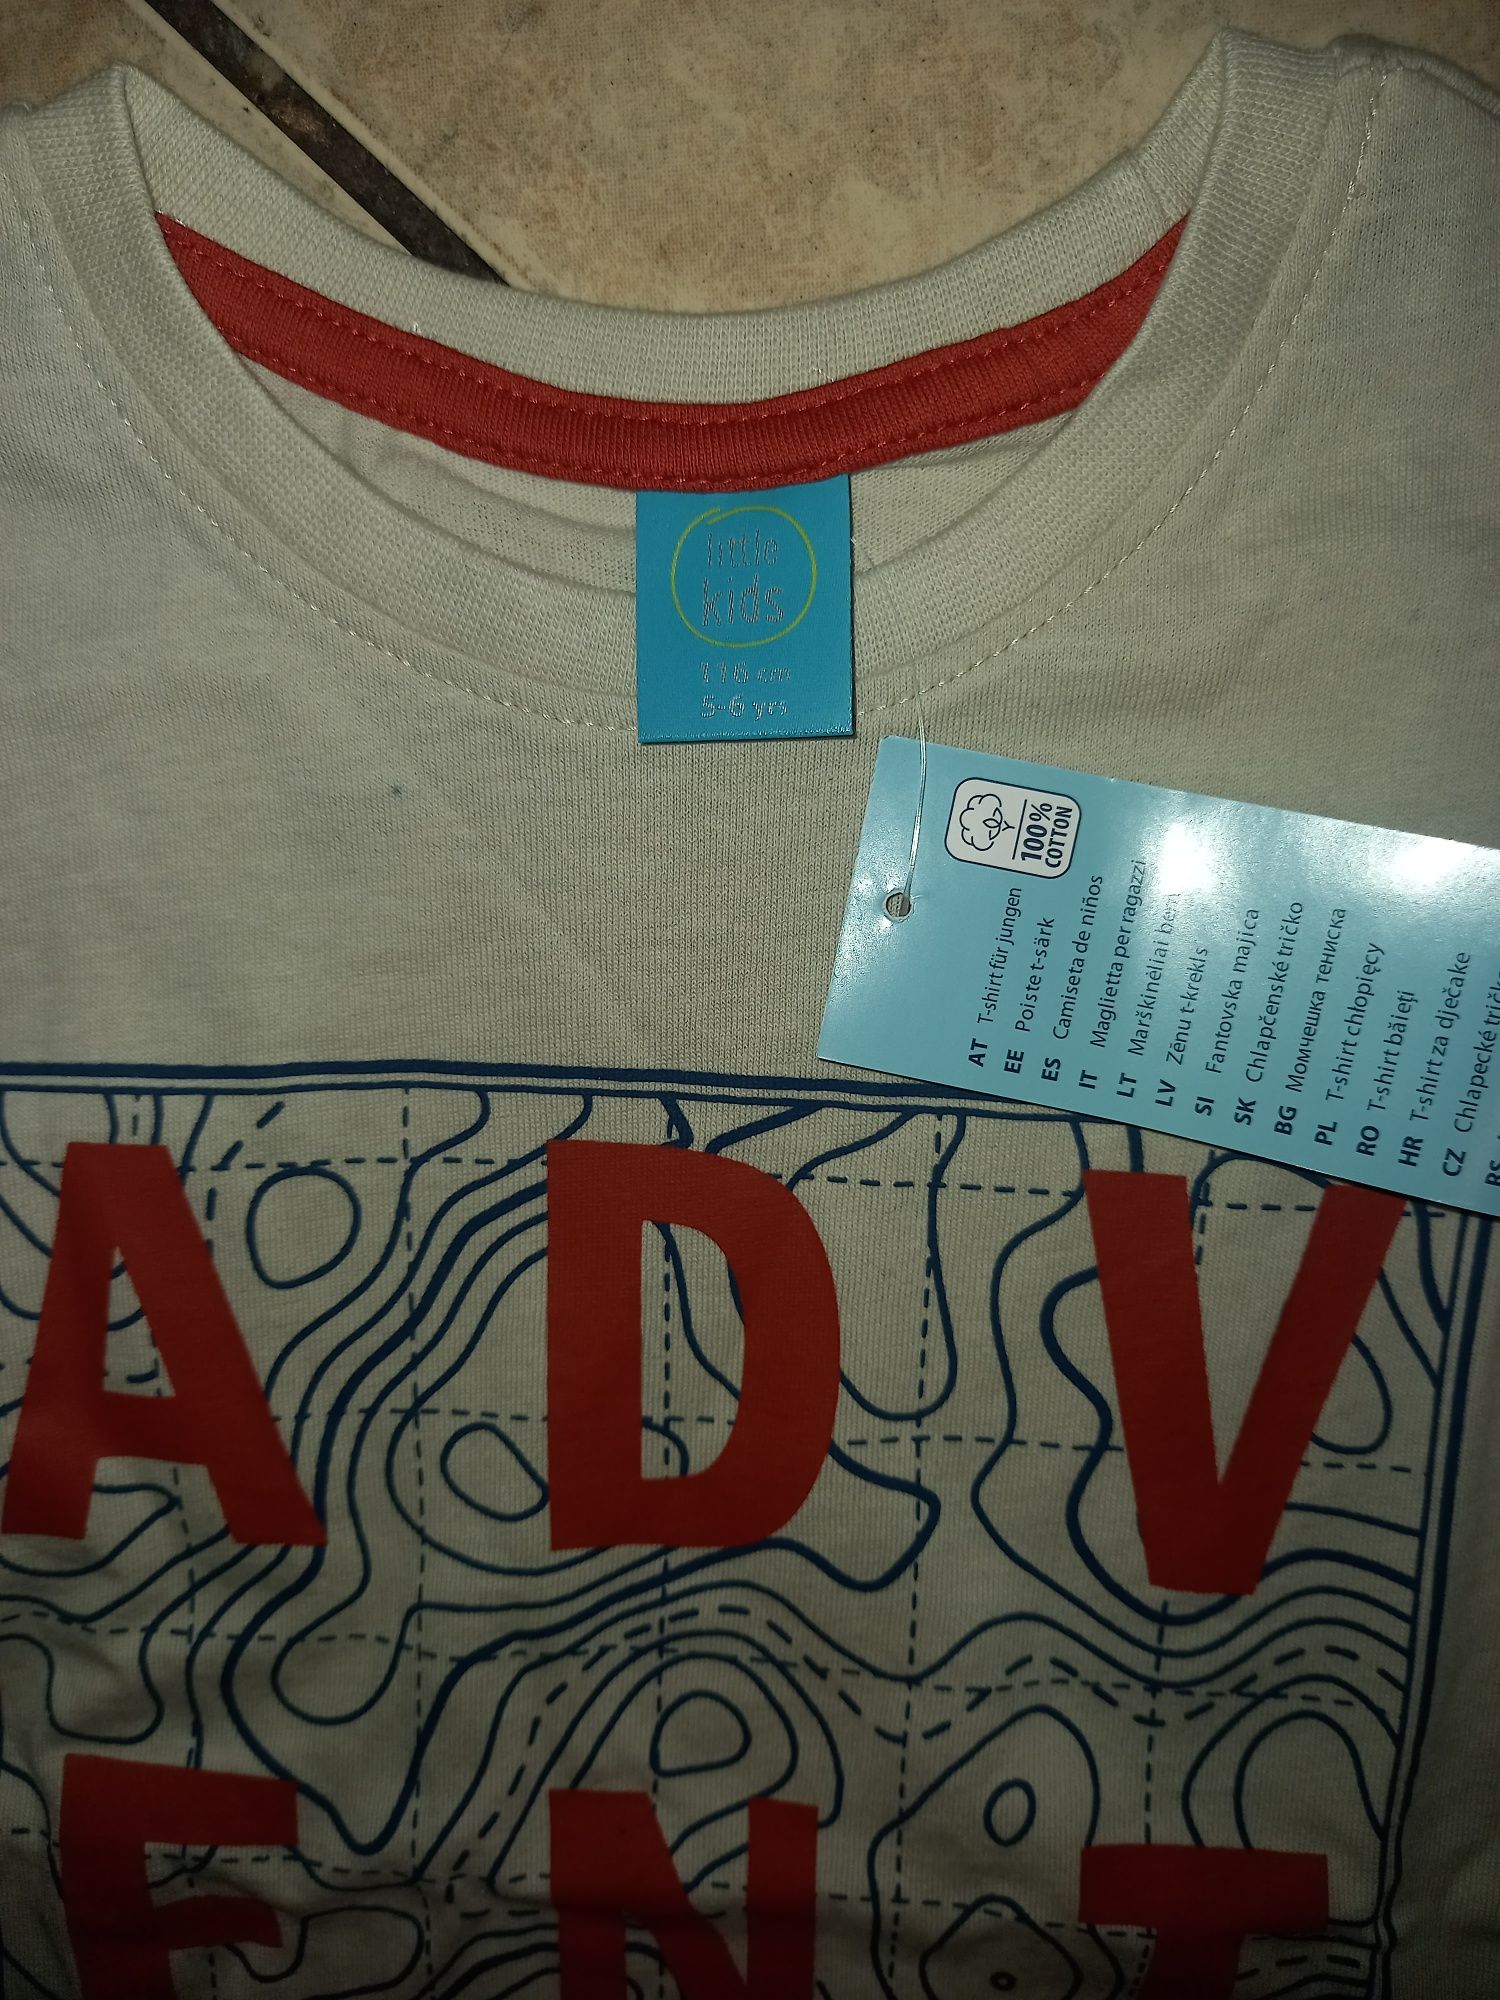 little
kids
116 cm
5-6 yrs
100%
COTTON
AT T-shirt für jungen
EE Poiste t-särk
ES Camiseta de niños
IT Maglietta per ragazzi
LT Marškinėliai
LV Zēnu t-krekls
SI Fantovska majica
SK Chlapčenské tričko
BG Момчешка тениска
PL T-shirt chłopięcy
RO T-shirt băieți
HR T-shirt za dječake
CZ Chlapecké
RS
ADV
ENT